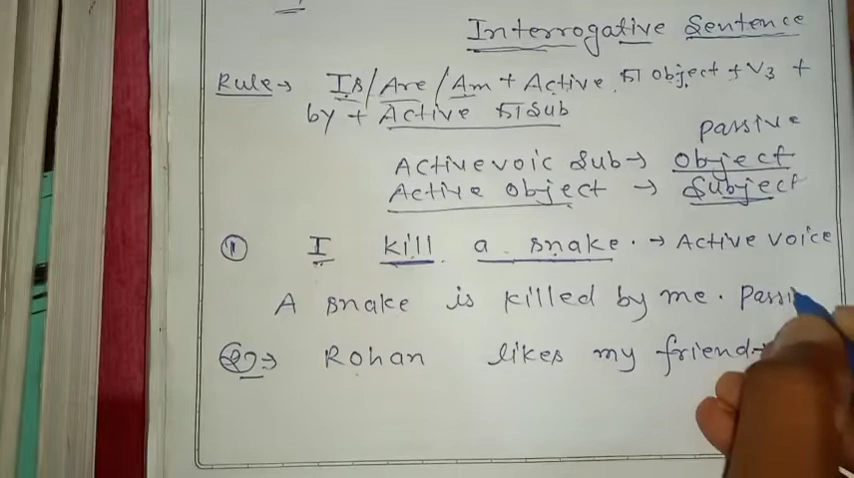 Interrogative Sentence
Rule → Is/Are/Am + Active का object + V3 +
by + Active का Sub
passive
Active voic Sub → object
Active object → Subject
① I kill a snake. → Active voice
A snake is killed by me. Passi
② ⇒ Rohan likes my friend